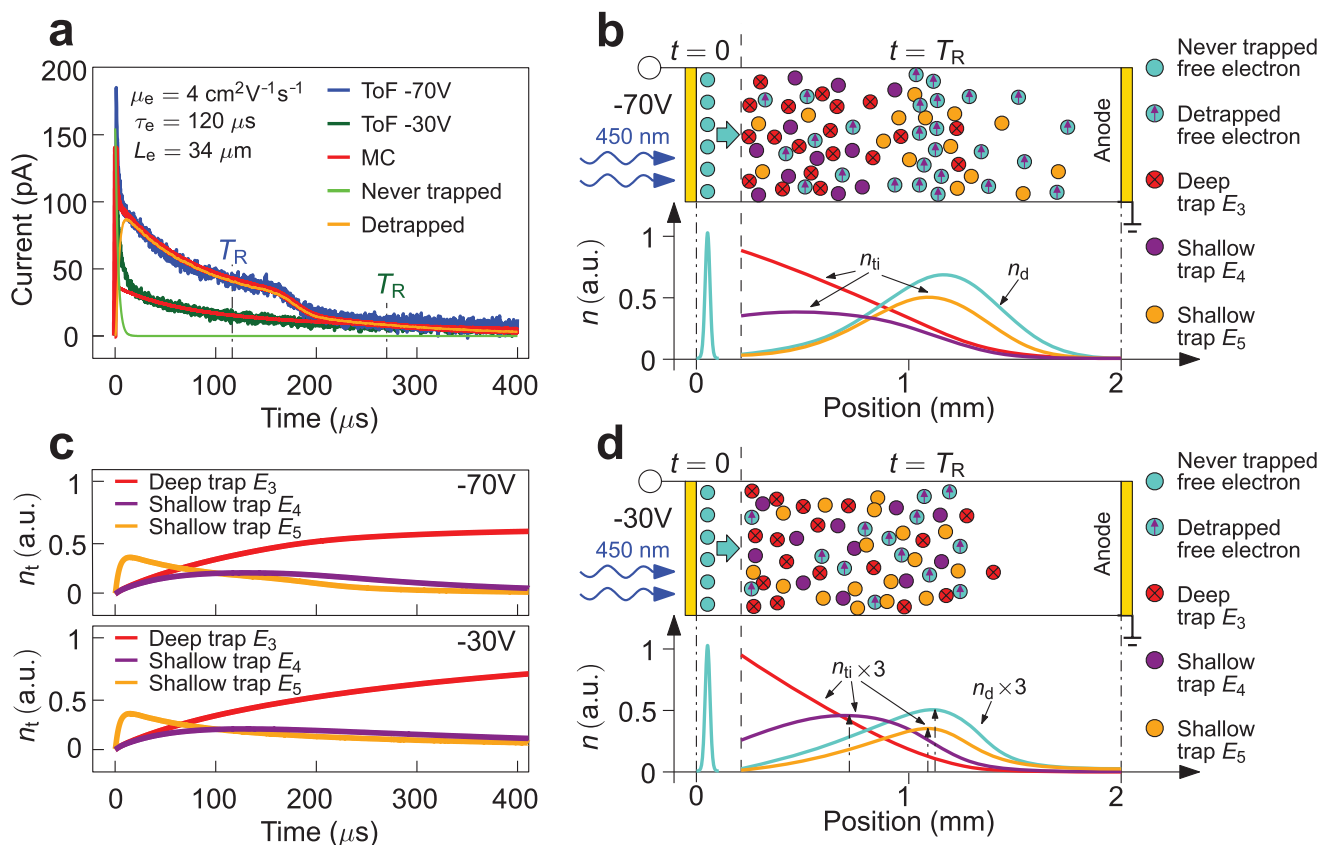 a
200
150
100
50
0
Current (pA)
μe = 4 cm²V⁻¹s⁻¹
τe = 120 μs
Le = 34 μm
ToF -70V
ToF -30V
MC
Never trapped
Detrapped
TR
TR
0
100
200
300
400
Time (μs)
b
t = 0
t = TR
-70V
450 nm
Anode
Never trapped
free electron
Detrapped
free electron
Deep
trap E3
Shallow
trap E4
Shallow
trap E5
1
0.5
0
n (a.u.)
nti
nd
0
1
2
Position (mm)
c
1
0.5
0
nt (a.u.)
Deep trap E3
Shallow trap E4
Shallow trap E5
-70V
1
0.5
0
nt (a.u.)
Deep trap E3
Shallow trap E4
Shallow trap E5
-30V
0
100
200
300
400
Time (μs)
d
t = 0
t = TR
-30V
450 nm
Anode
Never trapped
free electron
Detrapped
free electron
Deep
trap E3
Shallow
trap E4
Shallow
trap E5
1
0.5
0
n (a.u.)
nti×3
nd×3
0
1
2
Position (mm)